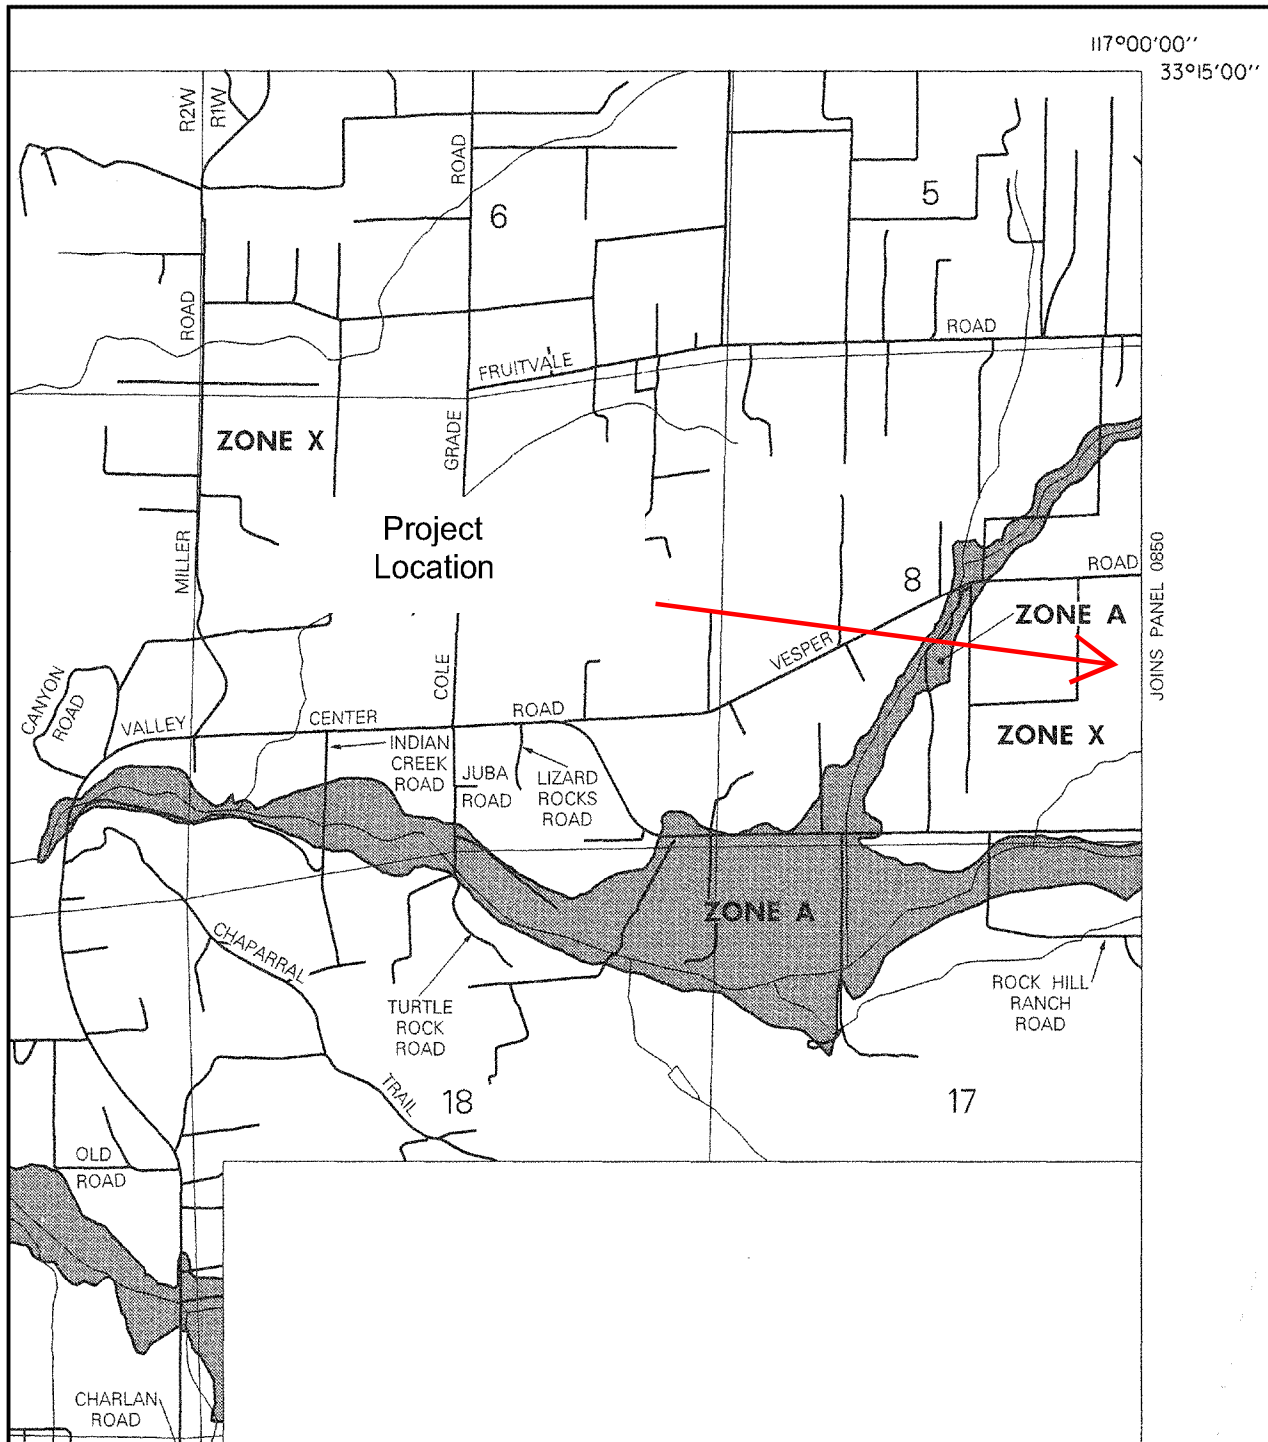 117°00'00''
33°15'00''
R2W
R1W
ROAD
6
5
ROAD
ROAD
FRUITVALE
ZONE X
GRADE
Project
Location
MILLER
8
ROAD
JOINS PANEL 0850
ZONE A
VESPER
CANYON
ROAD
COLE
VALLEY
CENTER
ROAD
ZONE X
INDIAN
CREEK
ROAD
JUBA
ROAD
LIZARD
ROCKS
ROAD
ZONE A
CHAPARRAL
TURTLE
ROCK
ROAD
ROCK HILL
RANCH
ROAD
TRAIL
18
17
OLD
ROAD
CHARLAN
ROAD